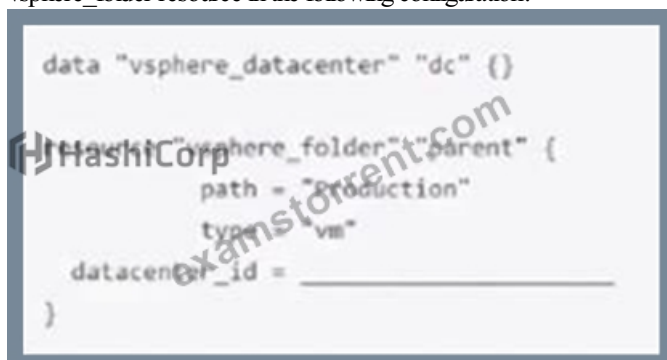 vsphere_folder resource in the following configuration:
data "vsphere_datacenter" "dc" {}
resource "vsphere_folder" "parent" {
path = "Production"
type = "vm"
datacenter_id = ____________________
}
HashiCorp
examstorrent.com